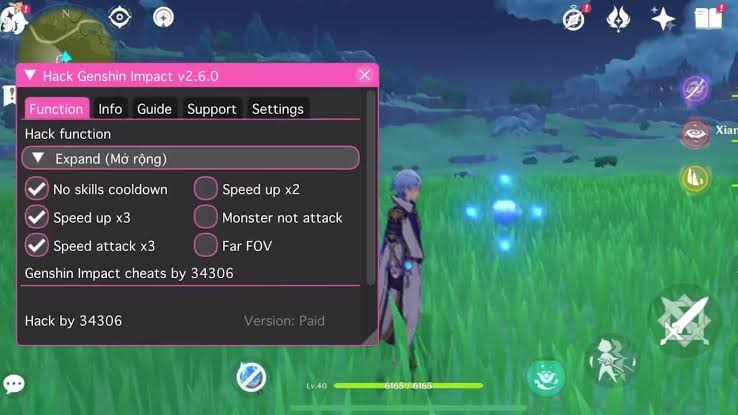 Hack Genshin Impact v2.6.0
Function Info Guide Support Settings
Hack function
Expand (Mở rộng)
No skills cooldown Speed up x2
Speed up x3 Monster not attack
Speed attack x3 Far FOV
Genshin Impact cheats by 34306
Hack by 34306 Version: Paid
Xian
Lv.40 6165/6165